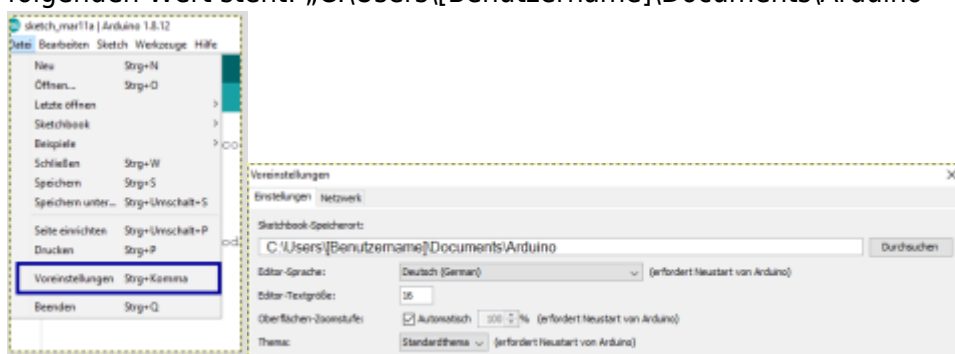 folgenden Wert steht: „C:\Users\[Benutzername]\Documents\Arduino“
sketch_mar11a | Arduino 1.8.12
Datei Bearbeiten Sketch Werkzeuge Hilfe
Neu Strg+N
Öffnen... Strg+O
Letzte öffnen >
Sketchbook >
Beispiele >
Schließen Strg+W
Speichern Strg+S
Speichern unter... Strg+Umschalt+S
Seite einrichten Strg+Umschalt+P
Drucken Strg+P
Voreinstellungen Strg+Komma
Beenden Strg+Q
co
od
Voreinstellungen
Einstellungen Netzwerk
Sketchbook-Speicherort:
C:\Users\[Benutzername]\Documents\Arduino Durchsuchen
Editor-Sprache: Deutsch (German) (erfordert Neustart von Arduino)
Editor-Textgröße: 16
Oberflächen-Zoomstufe: Automatisch 100 % (erfordert Neustart von Arduino)
Thema: Standardthema (erfordert Neustart von Arduino)